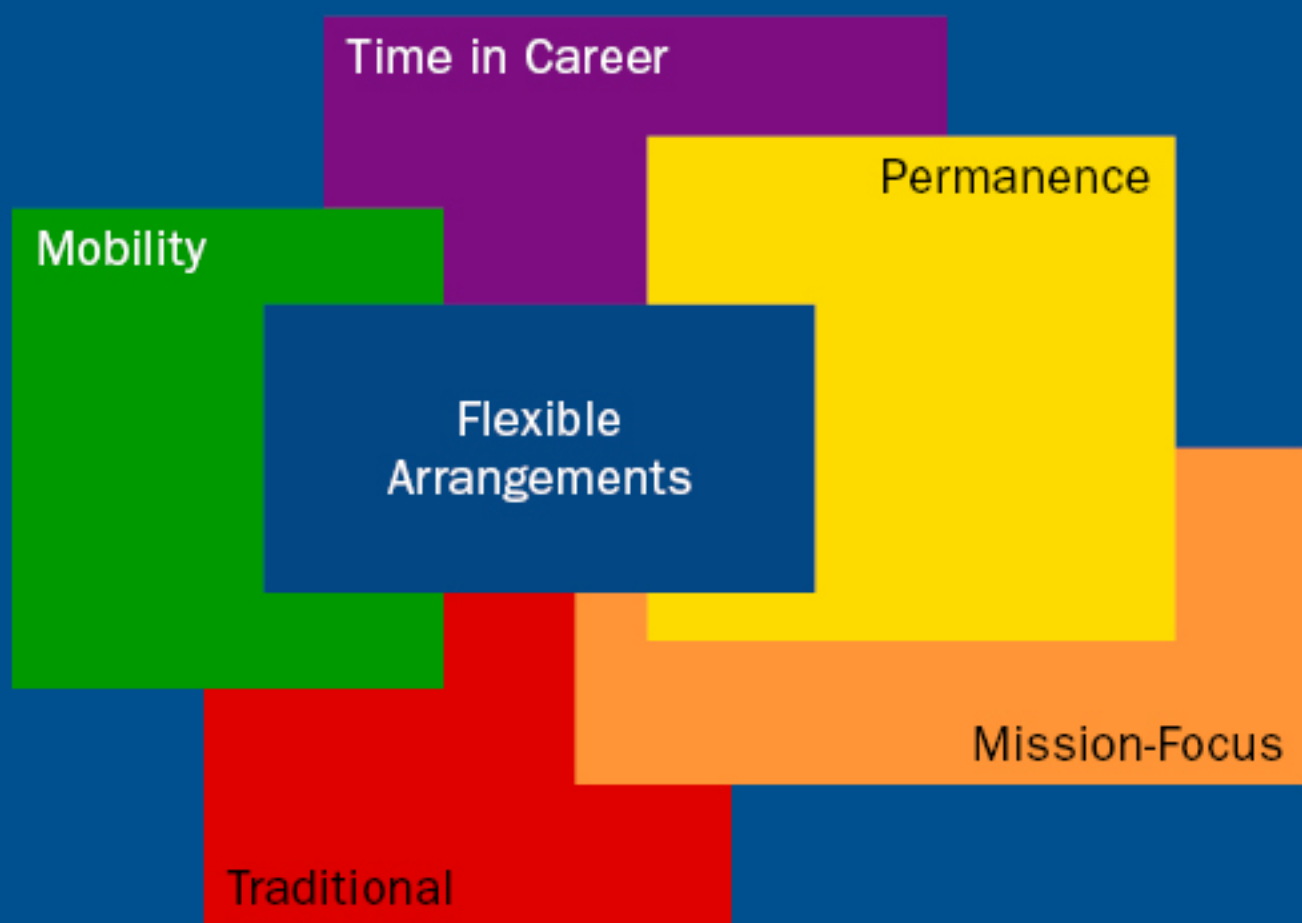 Time in Career
Permanence
Mobility
Flexible
Arrangements
Mission-Focus
Traditional